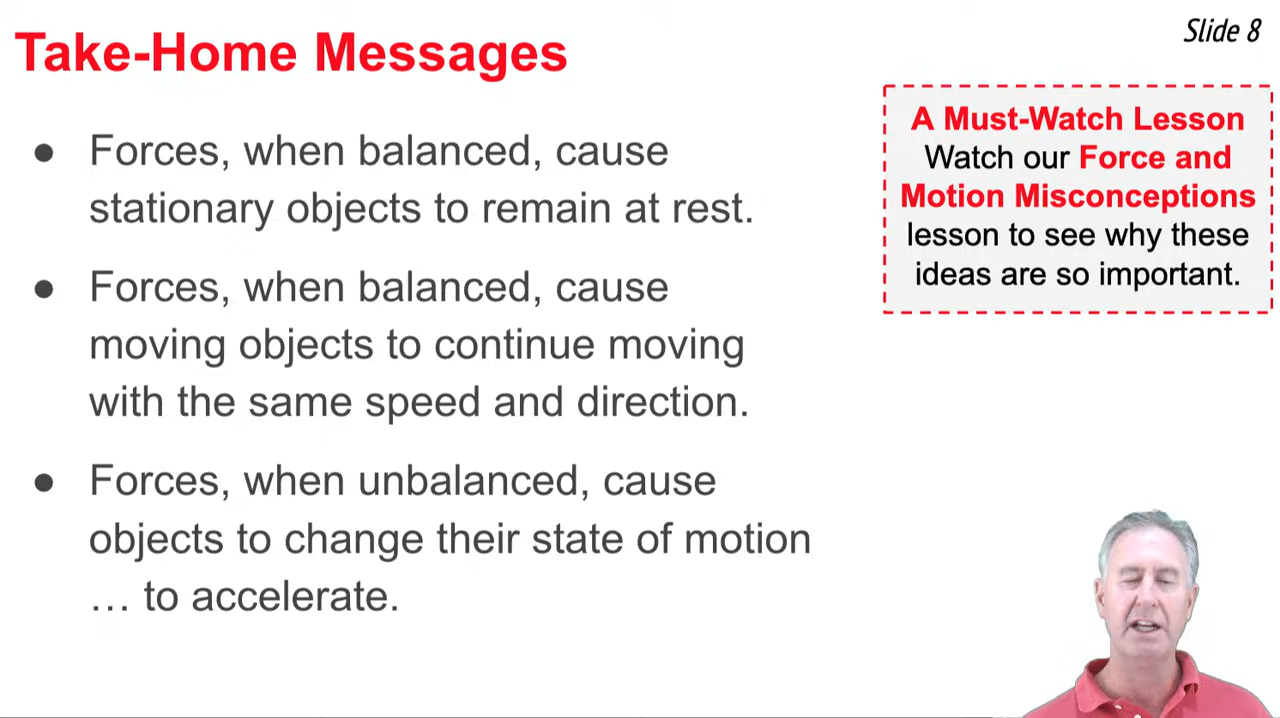 Slide 8
Take-Home Messages
● Forces, when balanced, cause
stationary objects to remain at rest.
● Forces, when balanced, cause
moving objects to continue moving
with the same speed and direction.
● Forces, when unbalanced, cause
objects to change their state of motion
… to accelerate.
A Must-Watch Lesson
Watch our Force and
Motion Misconceptions
lesson to see why these
ideas are so important.